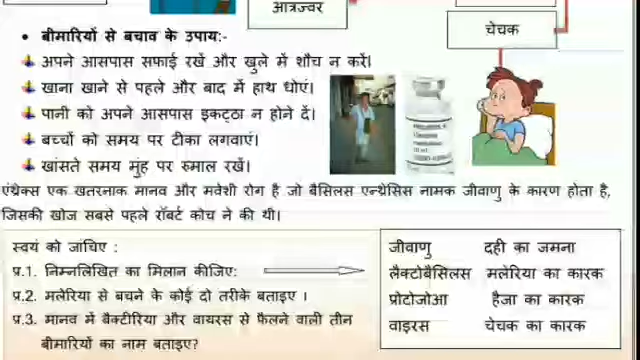 आंत्रज्वर
चेचक
बीमारियों से बचाव के उपाय:-
अपने आसपास सफाई रखें और खुले में शौच न करें।
खाना खाने से पहले और बाद में हाथ धोएं।
पानी को अपने आसपास इकट्ठा न होने दें।
बच्चों को समय पर टीका लगवाएं।
खांसते समय मुंह पर रुमाल रखें।
एंथ्रेक्स एक खतरनाक मानव और मवेशी रोग है जो बैसिलस एन्थ्रेसिस नामक जीवाणु के कारण होता है,
जिसकी खोज सबसे पहले रॉबर्ट कोच ने की थी।
स्वयं को जांचिए :
प्र.1. निम्नलिखित का मिलान कीजिए:
प्र.2. मलेरिया से बचने के कोई दो तरीके बताइए ।
प्र.3. मानव में बैक्टीरिया और वायरस से फैलने वाली तीन
बीमारियों का नाम बताइए?
जीवाणु दही का जमना
लैक्टोबैसिलस मलेरिया का कारक
प्रोटोजोआ हैजा का कारक
वाइरस चेचक का कारक